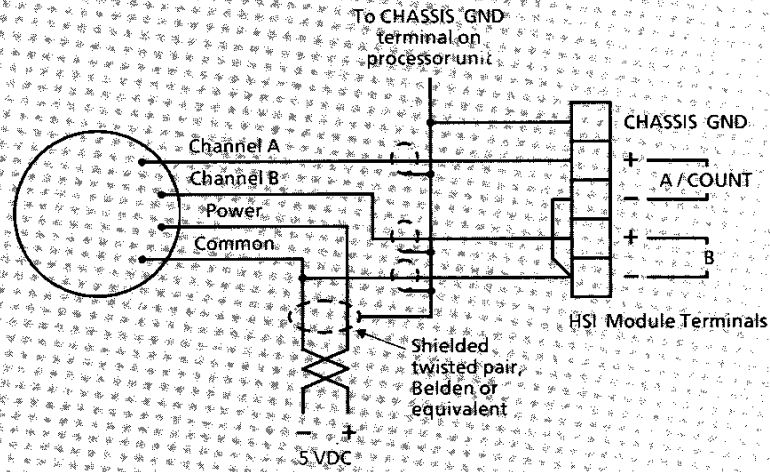 To CHASSIS GND
terminal on
processor unit
CHASSIS GND
Channel A
+
A / COUNT
Channel B
−
Power
+
Common
B
−
HSI Module Terminals
Shielded
twisted pair,
Belden or
equivalent
− +
5 VDC